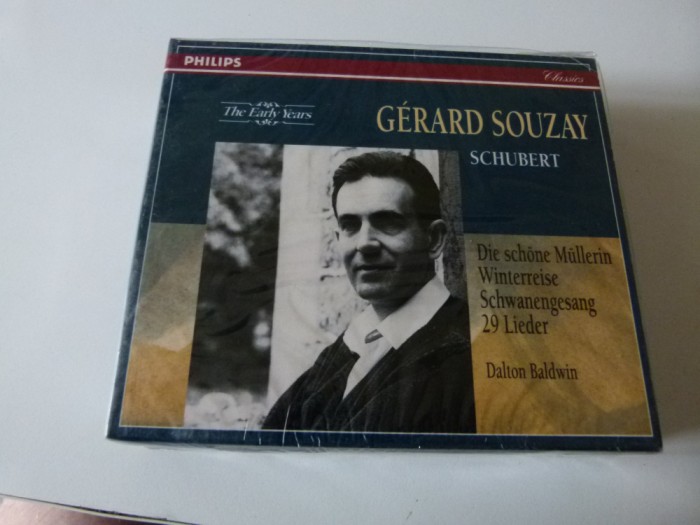 PHILIPS
Classics
The Early Years
GÉRARD SOUZAY
SCHUBERT
Die schöne Müllerin
Winterreise
Schwanengesang
29 Lieder
Dalton Baldwin